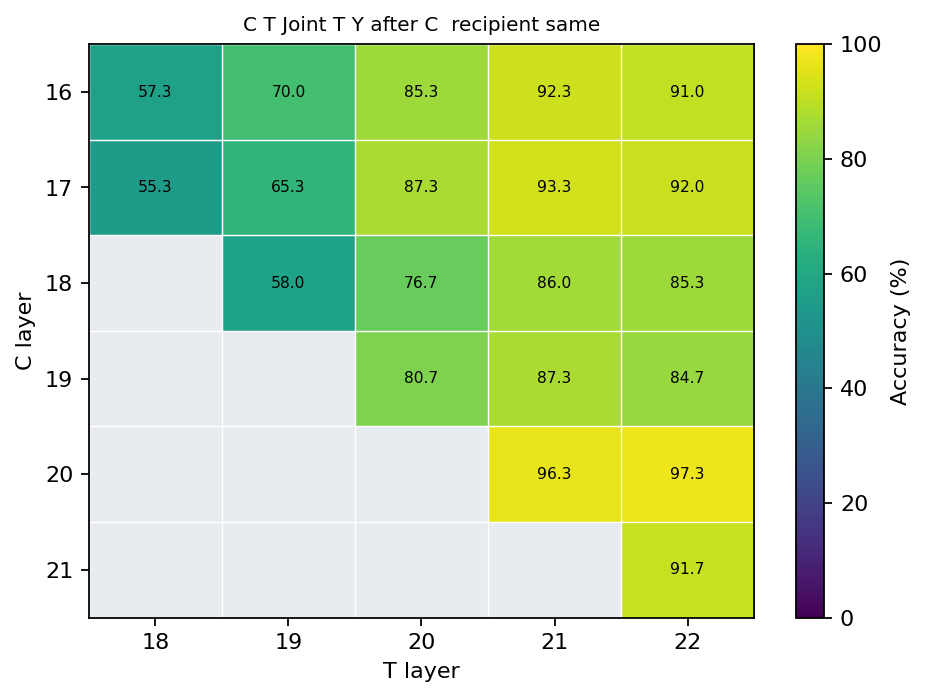 C T Joint T Y after C  recipient same
16 57.3 70.0 85.3 92.3 91.0
17 55.3 65.3 87.3 93.3 92.0
18 58.0 76.7 86.0 85.3
19 80.7 87.3 84.7
20 96.3 97.3
21 91.7
18 19 20 21 22
T layer
C layer
100
80
60
40
20
0
Accuracy (%)